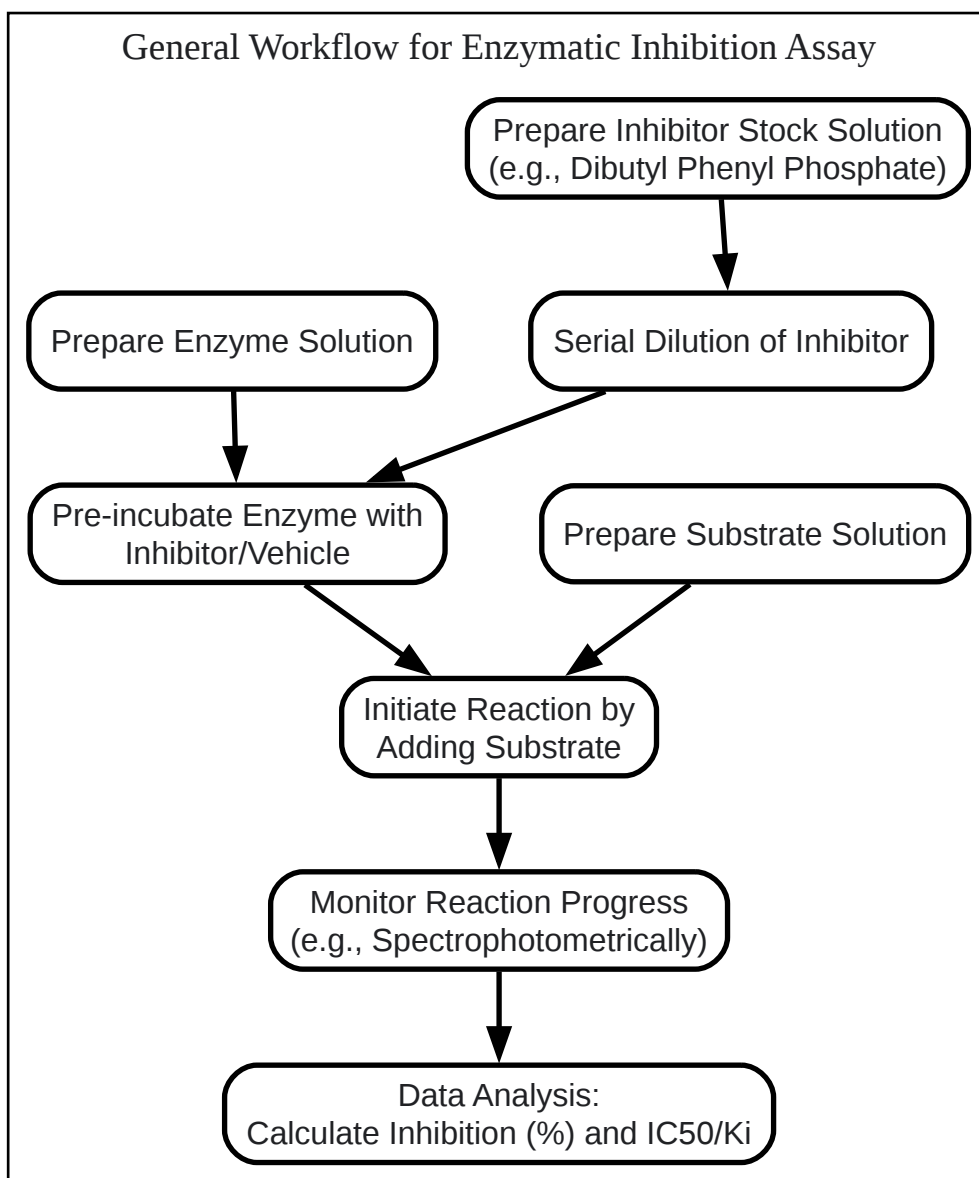 General Workflow for Enzymatic Inhibition Assay
Prepare Inhibitor Stock Solution
(e.g., Dibutyl Phenyl Phosphate)
Prepare Enzyme Solution
Serial Dilution of Inhibitor
Pre-incubate Enzyme with
Inhibitor/Vehicle
Prepare Substrate Solution
Initiate Reaction by
Adding Substrate
Monitor Reaction Progress
(e.g., Spectrophotometrically)
Data Analysis:
Calculate Inhibition (%) and IC50/Ki